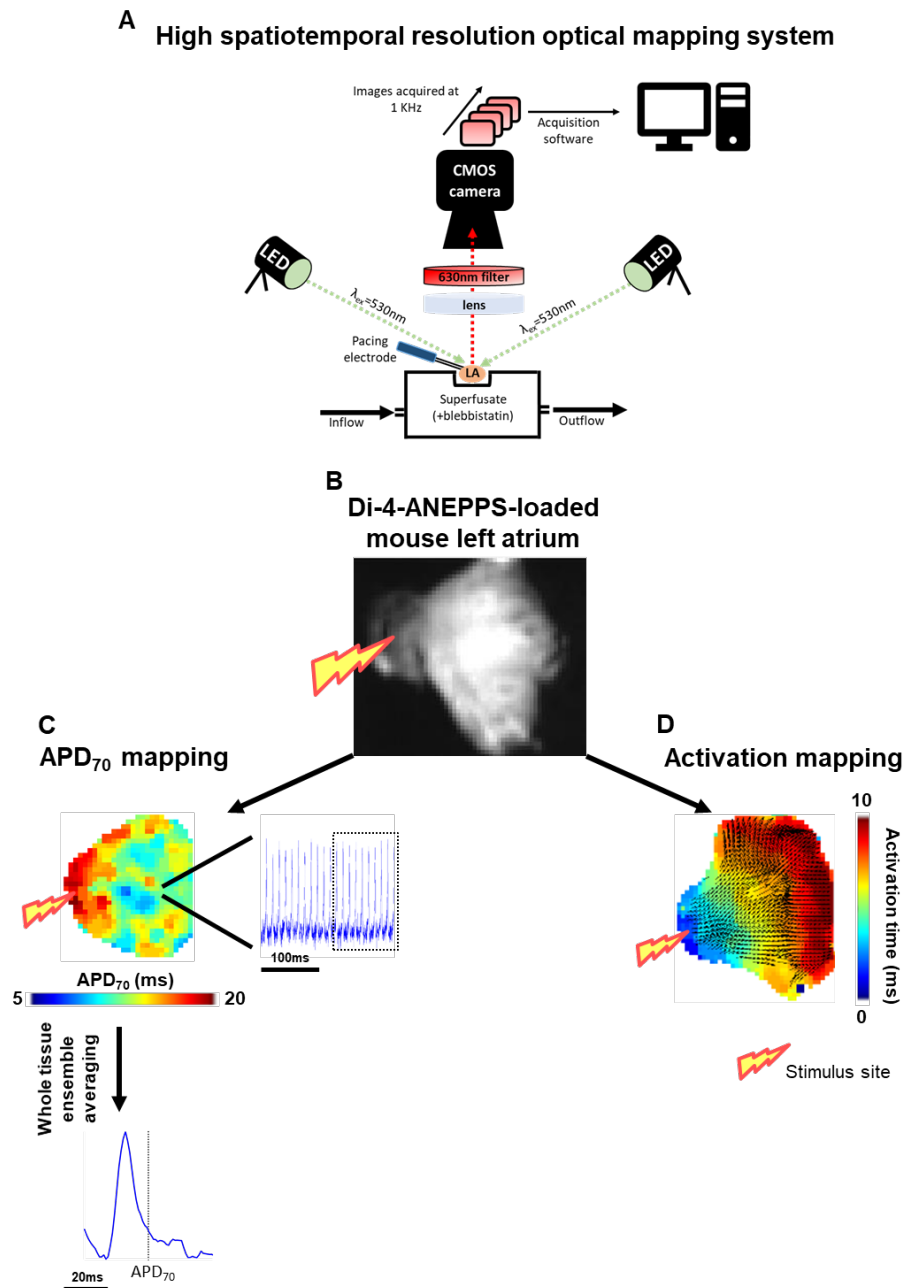 A
High spatiotemporal resolution optical mapping system
Images acquired at
1 KHz
Acquisition
software
CMOS
camera
LED
LED
630nm filter
lens
λex=530nm
λex=530nm
Pacing
electrode
LA
Superfusate
(+blebbistatin)
Inflow
Outflow
B
Di-4-ANEPPS-loaded
mouse left atrium
C
APD70 mapping
100ms
APD70 (ms)
5
20
Whole tissue
ensemble
averaging
20ms
APD70
D
Activation mapping
10
Activation time (ms)
0
Stimulus site